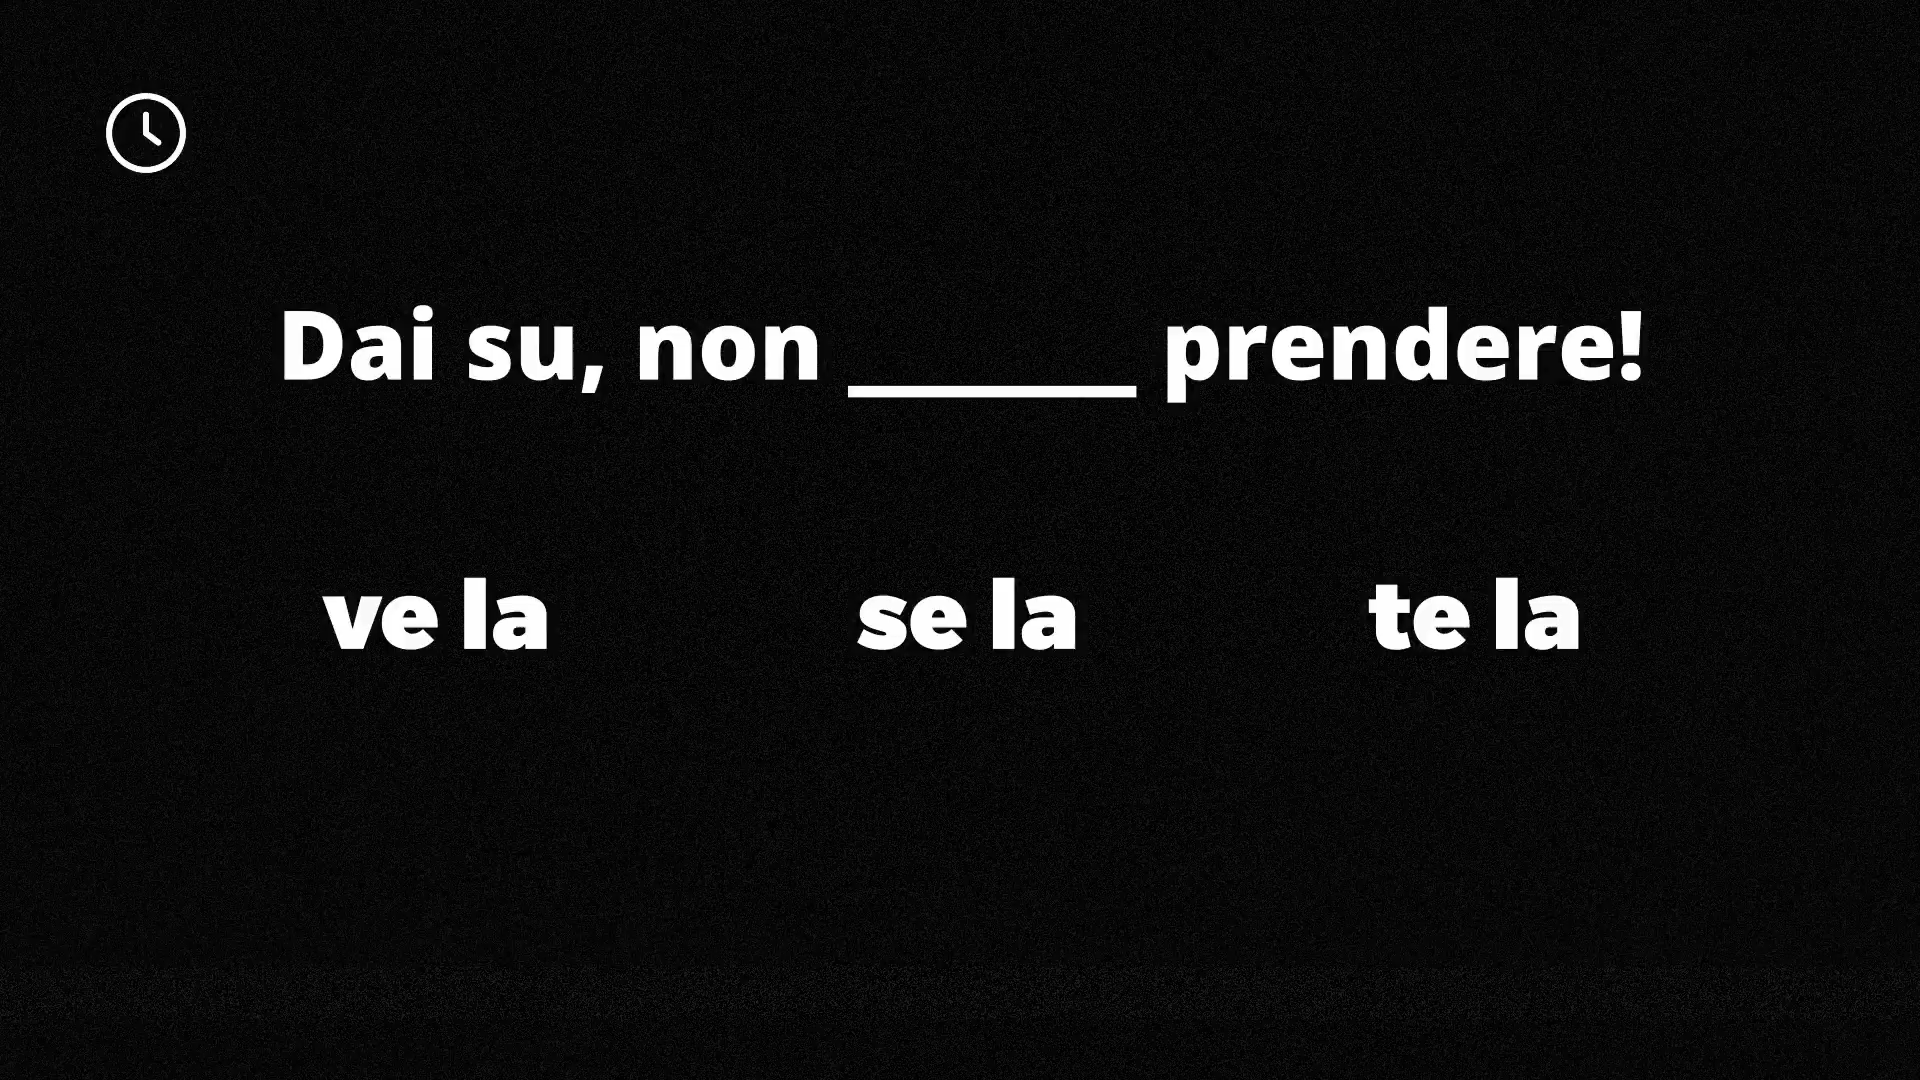 Dai su, non ______ prendere!
ve la se la te la